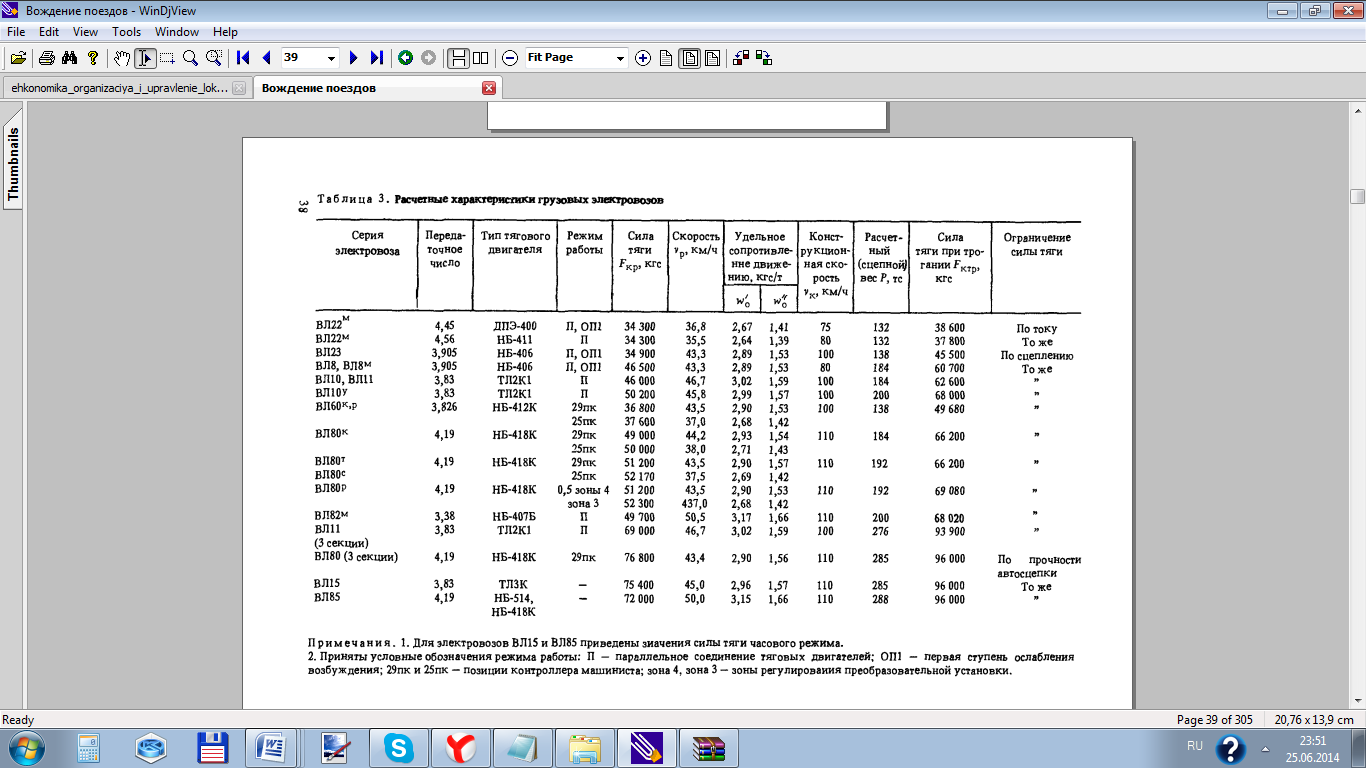 Вождение поездов - WinDjView
File Edit View Tools Window Help
39 Fit Page
ehkonomika_organizaciya_i_upravlenie_lok... Вождение поездов
Thumbnails
38
Таблица 3. Расчетные характеристики грузовых электровозов
Серия Переда- Тип тягового Режим Сила Скорость Удельное Конст- Расчет- Сила Ограничение
электровоза точное двигателя работы тяги vр, км/ч сопротивле- рукцион- ный тяги при тро- силы тяги
число Fкр, кгс ние движе- ная ско- (сцепной) гании Fктр,
нию, кгс/т рость вес P, тс кгс
w′о w″о vк, км/ч
ВЛ22м 4,45 ДПЭ-400 П, ОП1 34 300 36,8 2,67 1,41 75 132 38 600 По току
ВЛ22м 4,56 НБ-411 П 34 300 35,5 2,64 1,39 80 132 37 800 То же
ВЛ23 3,905 НБ-406 П, ОП1 34 900 43,3 2,89 1,53 100 138 45 500 По сцеплению
ВЛ8, ВЛ8м 3,905 НБ-406 П, ОП1 46 500 43,3 2,89 1,53 80 184 60 700 То же
ВЛ10, ВЛ11 3,83 ТЛ2К1 П 46 000 46,7 3,02 1,59 100 184 62 600 ”
ВЛ10у 3,83 ТЛ2К1 П 50 200 45,8 2,99 1,57 100 200 68 000 ”
ВЛ60к,р 3,826 НБ-412К 29пк 36 800 43,5 2,90 1,53 100 138 49 680 ”
25пк 37 600 37,0 2,68 1,42
ВЛ80к 4,19 НБ-418К 29пк 49 000 44,2 2,93 1,54 110 184 66 200 ”
25пк 50 000 38,0 2,71 1,43
ВЛ80т 4,19 НБ-418К 29пк 51 200 43,5 2,90 1,57 110 192 66 200 ”
ВЛ80с 25пк 52 170 37,5 2,69 1,42
ВЛ80р 4,19 НБ-418К 0,5 зоны 4 51 200 43,5 2,90 1,53 110 192 69 080 ”
зона 3 52 300 437,0 2,68 1,42
ВЛ82м 3,38 НБ-407Б П 49 700 50,5 3,17 1,66 110 200 68 020 ”
ВЛ11 3,83 ТЛ2К1 П 69 000 46,7 3,02 1,59 100 276 93 900 ”
(3 секции)
ВЛ80 (3 секции) 4,19 НБ-418К 29пк 76 800 43,4 2,90 1,56 110 285 96 000 По прочности
автосцепки
ВЛ15 3,83 ТЛ3К — 75 400 45,0 2,96 1,57 110 285 96 000 То же
ВЛ85 4,19 НБ-514, — 72 000 50,0 3,15 1,66 110 288 96 000 ”
НБ-418К
Примечания. 1. Для электровозов ВЛ15 и ВЛ85 приведены значения силы тяги часового режима.
2. Приняты условные обозначения режима работы: П — параллельное соединение тяговых двигателей; ОП1 — первая ступень ослабления
возбуждения; 29пк и 25пк — позиции контроллера машиниста; зона 4, зона 3 — зоны регулирования преобразовательной установки.
Ready Page 39 of 305 20,76 x 13,9 cm
RU 23:51
25.06.2014